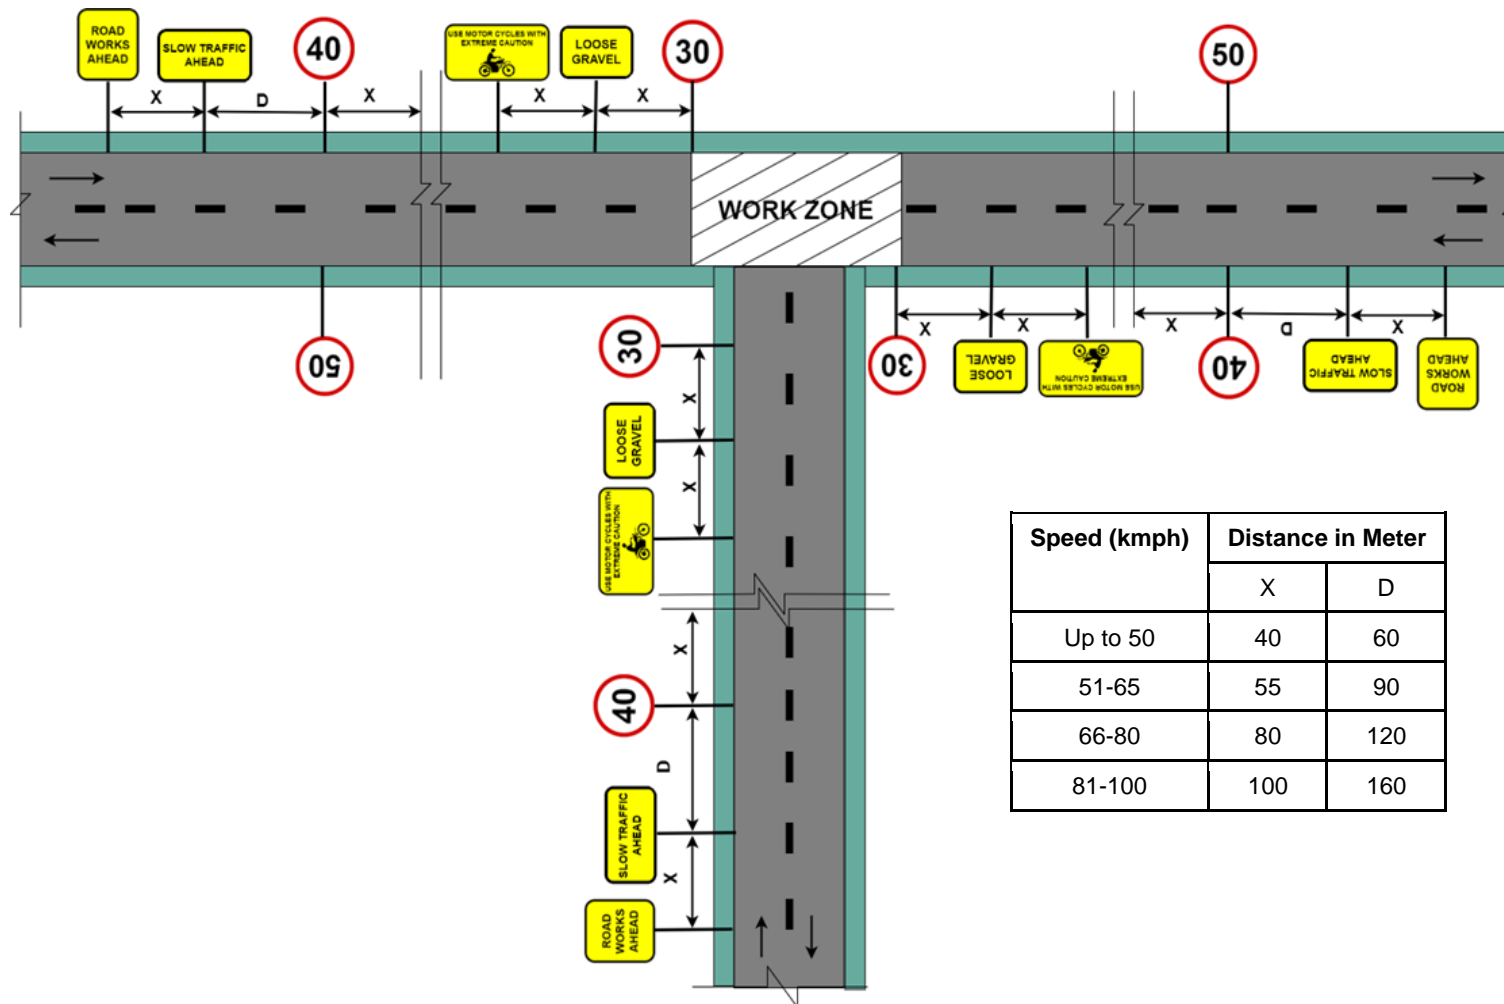 ROAD
WORKS
AHEAD
SLOW TRAFFIC
AHEAD
40
USE MOTOR CYCLES WITH
EXTREME CAUTION
LOOSE
GRAVEL
30
50
X
D
X
X
X
WORK ZONE
50
30
X
LOOSE
GRAVEL
X
USE MOTOR CYCLES WITH
EXTREME CAUTION
X
40
D
SLOW TRAFFIC
AHEAD
X
ROAD
WORKS
AHEAD
X
X
X
D
X
30
LOOSE
GRAVEL
USE MOTOR CYCLES WITH
EXTREME CAUTION
40
SLOW TRAFFIC
AHEAD
ROAD
WORKS
AHEAD
Speed (kmph) Distance in Meter
X D
Up to 50 40 60
51-65 55 90
66-80 80 120
81-100 100 160